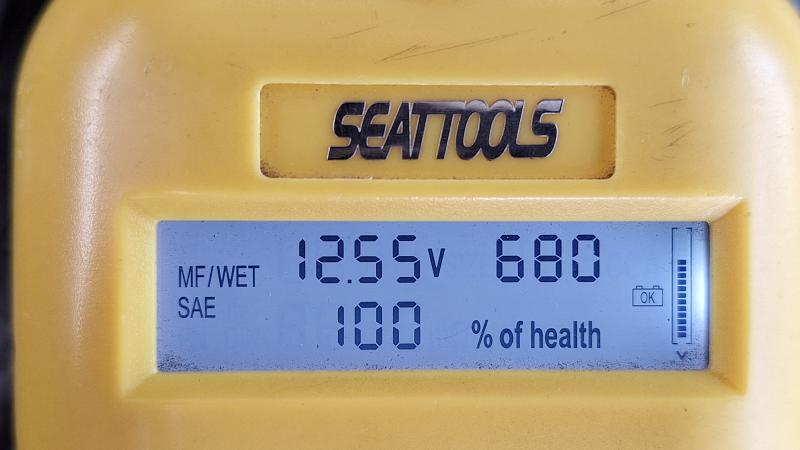 SEATTOOLS
MF/WET 12.55V 680
SAE 100 % of health
OK